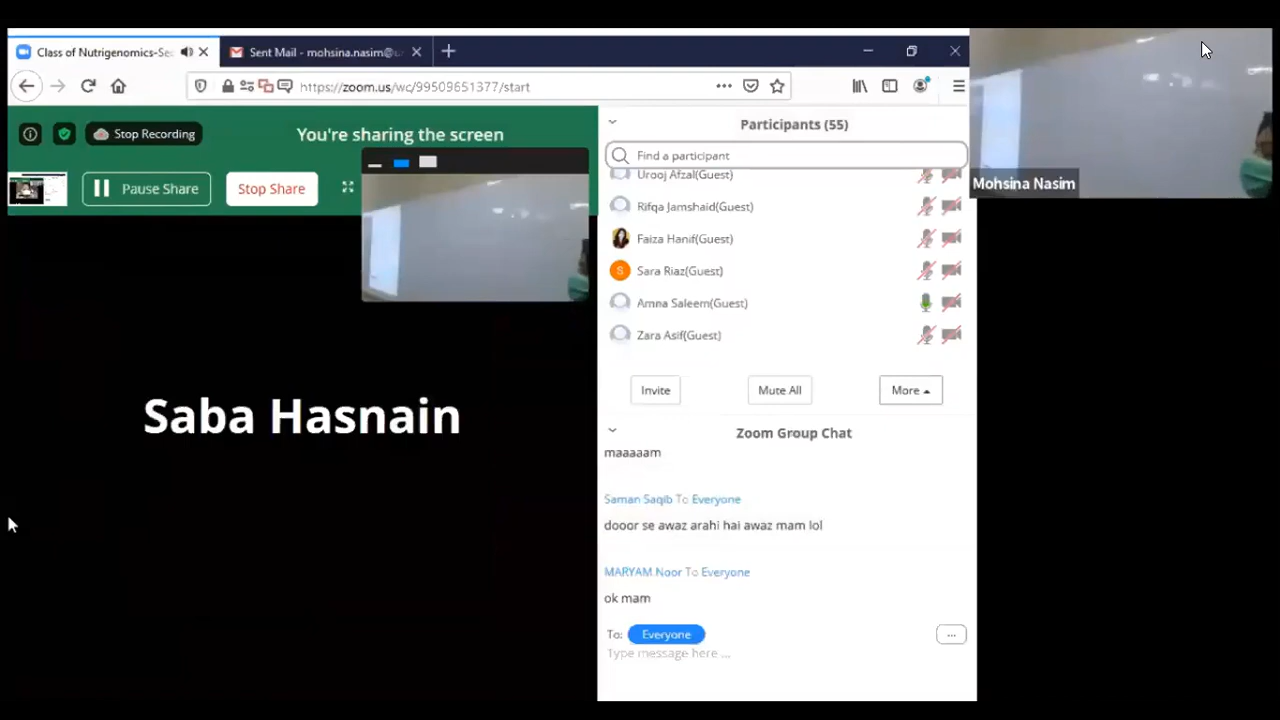 Class of Nutrigenomics-Se
Sent Mail - mohsina.nasim@u
https://zoom.us/wc/99509651377/start
Stop Recording
You're sharing the screen
Pause Share
Stop Share
Saba Hasnain
Participants (55)
Find a participant
Urooj Afzal(Guest)
Rifqa Jamshaid(Guest)
Faiza Hanif(Guest)
S
Sara Riaz(Guest)
Amna Saleem(Guest)
Zara Asif(Guest)
Invite
Mute All
More
Zoom Group Chat
maaaaam
Saman Saqib To Everyone
dooor se awaz arahi hai awaz mam lol
MARYAM Noor To Everyone
ok mam
To: Everyone
...
Type message here ...
Mohsina Nasim